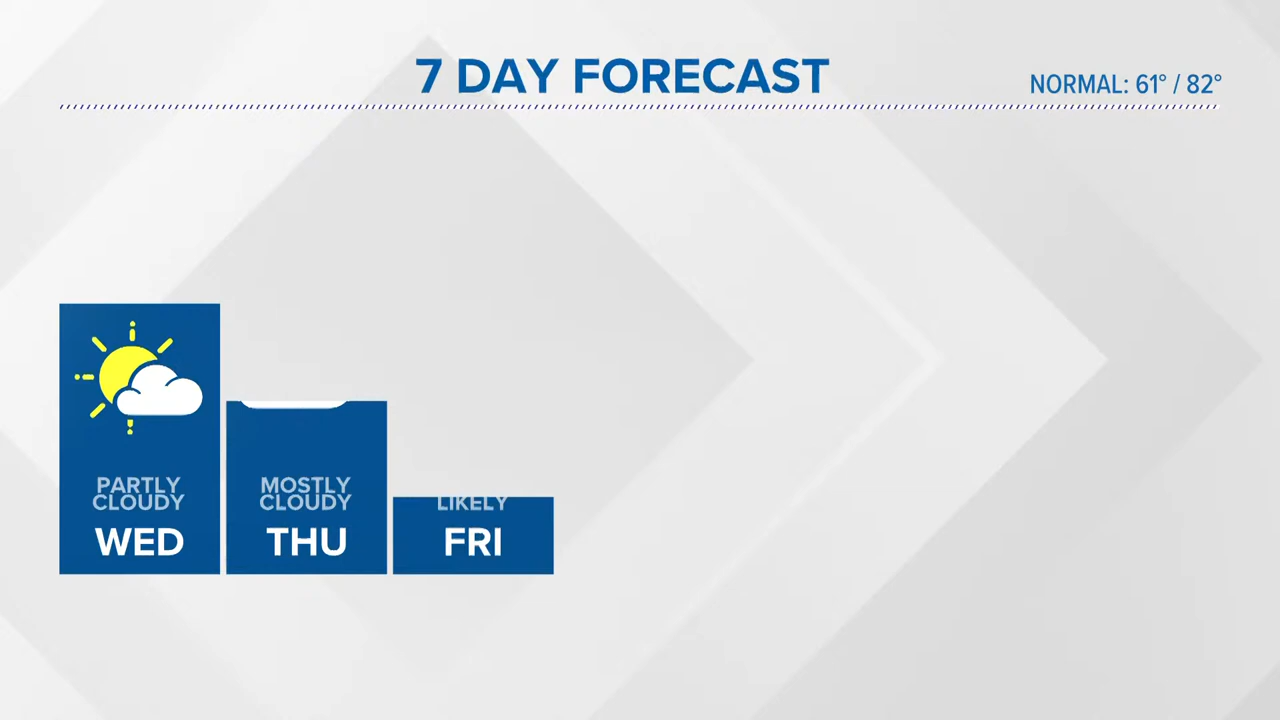 7 DAY FORECAST
NORMAL: 61° / 82°
PARTLY
CLOUDY
WED
MOSTLY
CLOUDY
THU
LIKELY
FRI